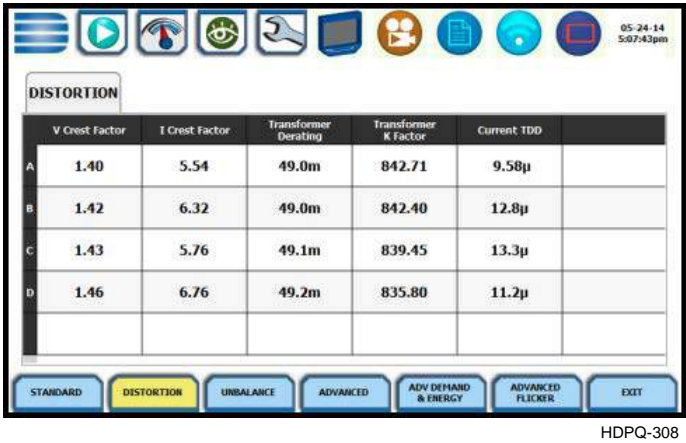 05-24-14
5:07:43pm
DISTORTION
V Crest Factor I Crest Factor Transformer Derating Transformer K Factor Current TDD
A 1.40 5.54 49.0m 842.71 9.58µ
B 1.42 6.32 49.0m 842.40 12.8µ
C 1.43 5.76 49.1m 839.45 13.3µ
D 1.46 6.76 49.2m 835.80 11.2µ
STANDARD DISTORTION UNBALANCE ADVANCED ADV DEMAND & ENERGY ADVANCED FLICKER EXIT
HDPQ-308